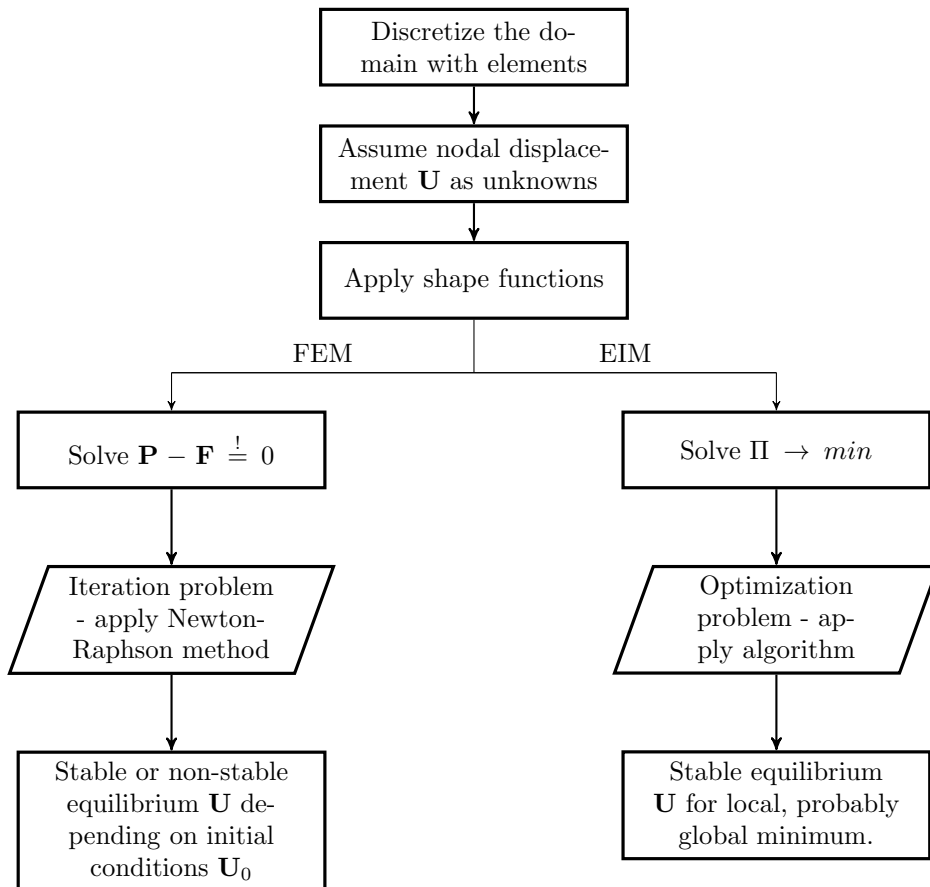 Discretize the do-
main with elements
Assume nodal displace-
ment U as unknowns
Apply shape functions
FEM
EIM
Solve P − F =! 0
Iteration problem
- apply Newton-
Raphson method
Stable or non-stable
equilibrium U de-
pending on initial
conditions U₀
Solve Π → min
Optimization
problem - ap-
ply algorithm
Stable equilibrium
U for local, probably
global minimum.